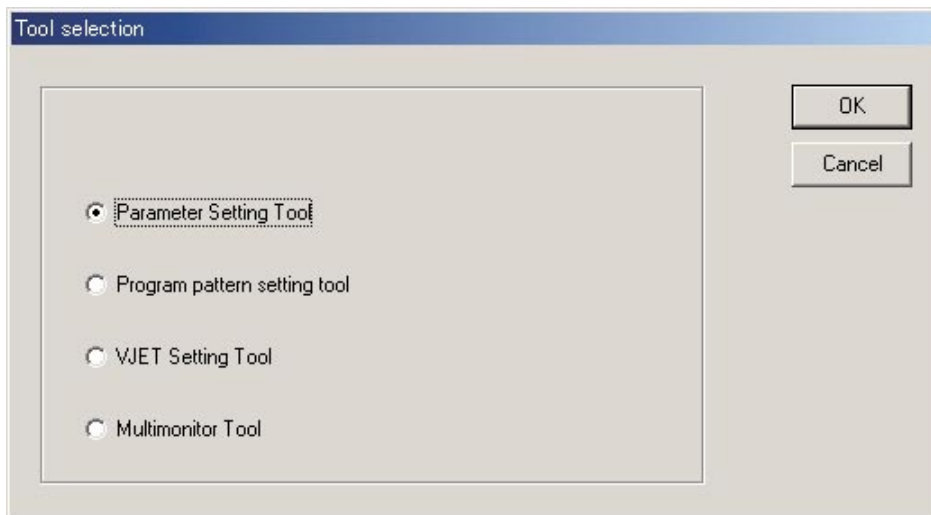 Tool selection
OK
Cancel
Parameter Setting Tool
Program pattern setting tool
VJET Setting Tool
Multimonitor Tool